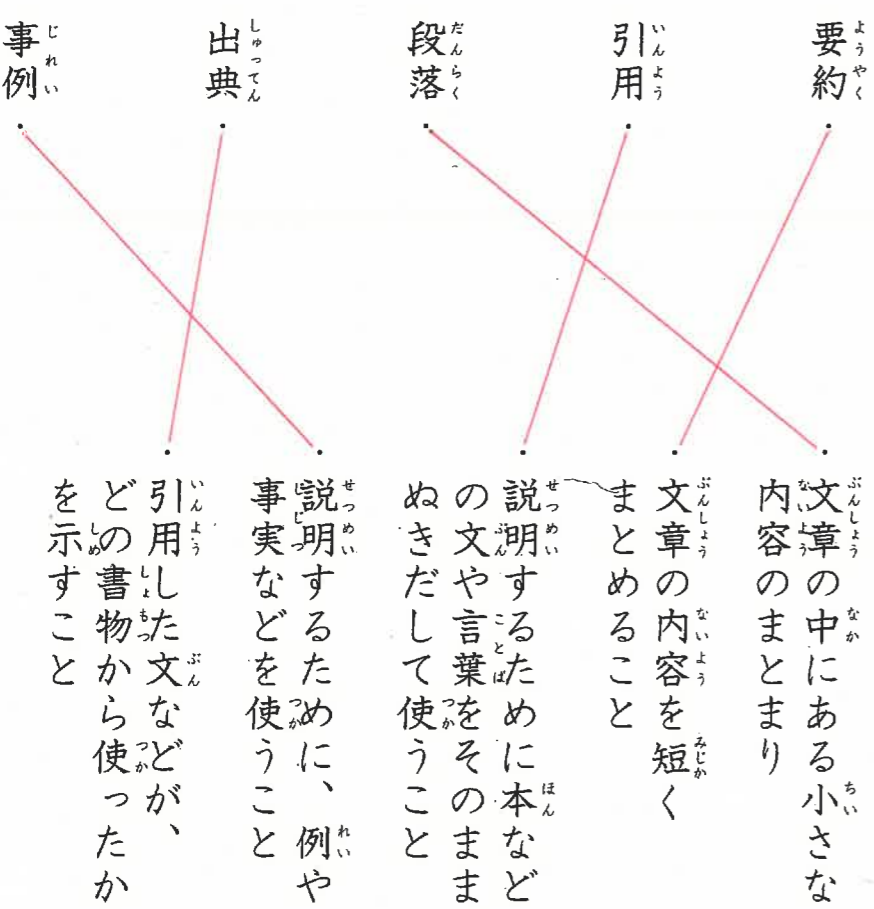 要約
引用
段落
出典
事例
文章の中にある小さな
内容のまとまり
文章の内容を短く
まとめること
説明するために本など
の文や言葉をそのまま
ぬきだして使うこと
説明するために、例や
事実などを使うこと
引用した文などが、
どの書物から使ったか
を示すこと